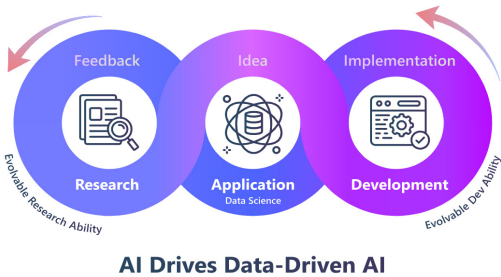 Feedback
Idea
Implementation
Research
Application
Development
Data Science
Evolvable Research Ability
Evolvable Dev Ability
AI Drives Data-Driven AI